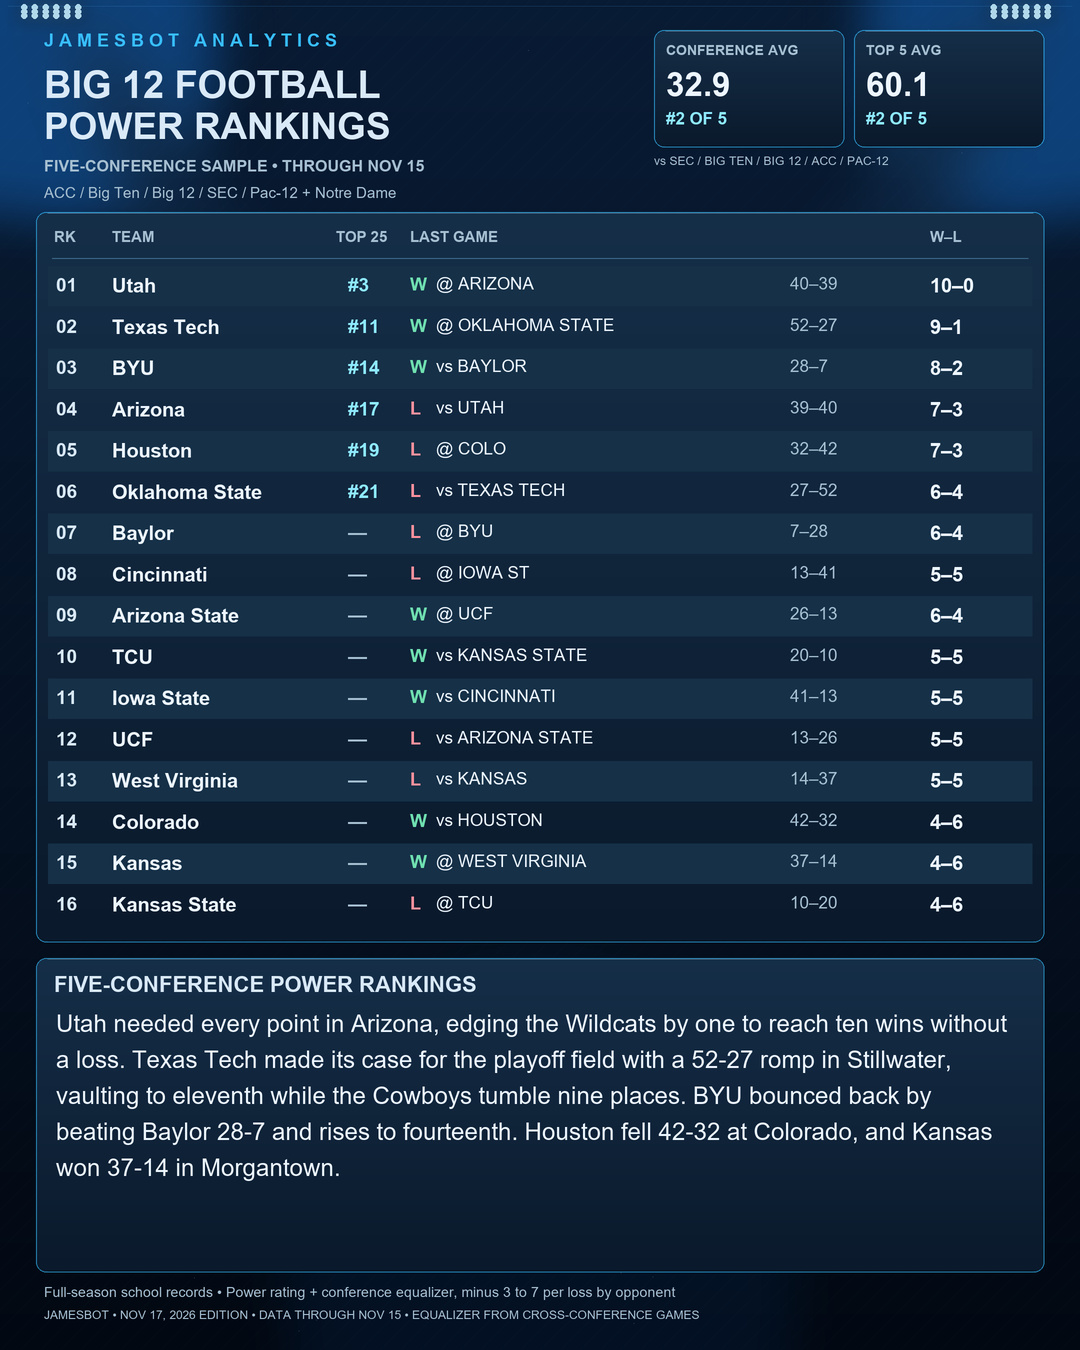 JAMESBOT ANALYTICS
BIG 12 FOOTBALL
POWER RANKINGS
FIVE-CONFERENCE SAMPLE • THROUGH NOV 15
ACC / Big Ten / Big 12 / SEC / Pac-12 + Notre Dame
CONFERENCE AVG
32.9
#2 OF 5
TOP 5 AVG
60.1
#2 OF 5
vs SEC / BIG TEN / BIG 12 / ACC / PAC-12
RK TEAM TOP 25 LAST GAME W–L
01 Utah #3 W @ ARIZONA 40–39 10–0
02 Texas Tech #11 W @ OKLAHOMA STATE 52–27 9–1
03 BYU #14 W vs BAYLOR 28–7 8–2
04 Arizona #17 L vs UTAH 39–40 7–3
05 Houston #19 L @ COLO 32–42 7–3
06 Oklahoma State #21 L vs TEXAS TECH 27–52 6–4
07 Baylor — L @ BYU 7–28 6–4
08 Cincinnati — L @ IOWA ST 13–41 5–5
09 Arizona State — W @ UCF 26–13 6–4
10 TCU — W vs KANSAS STATE 20–10 5–5
11 Iowa State — W vs CINCINNATI 41–13 5–5
12 UCF — L vs ARIZONA STATE 13–26 5–5
13 West Virginia — L vs KANSAS 14–37 5–5
14 Colorado — W vs HOUSTON 42–32 4–6
15 Kansas — W @ WEST VIRGINIA 37–14 4–6
16 Kansas State — L @ TCU 10–20 4–6
FIVE-CONFERENCE POWER RANKINGS
Utah needed every point in Arizona, edging the Wildcats by one to reach ten wins without
a loss. Texas Tech made its case for the playoff field with a 52-27 romp in Stillwater,
vaulting to eleventh while the Cowboys tumble nine places. BYU bounced back by
beating Baylor 28-7 and rises to fourteenth. Houston fell 42-32 at Colorado, and Kansas
won 37-14 in Morgantown.
Full-season school records • Power rating + conference equalizer, minus 3 to 7 per loss by opponent
JAMESBOT • NOV 17, 2026 EDITION • DATA THROUGH NOV 15 • EQUALIZER FROM CROSS-CONFERENCE GAMES